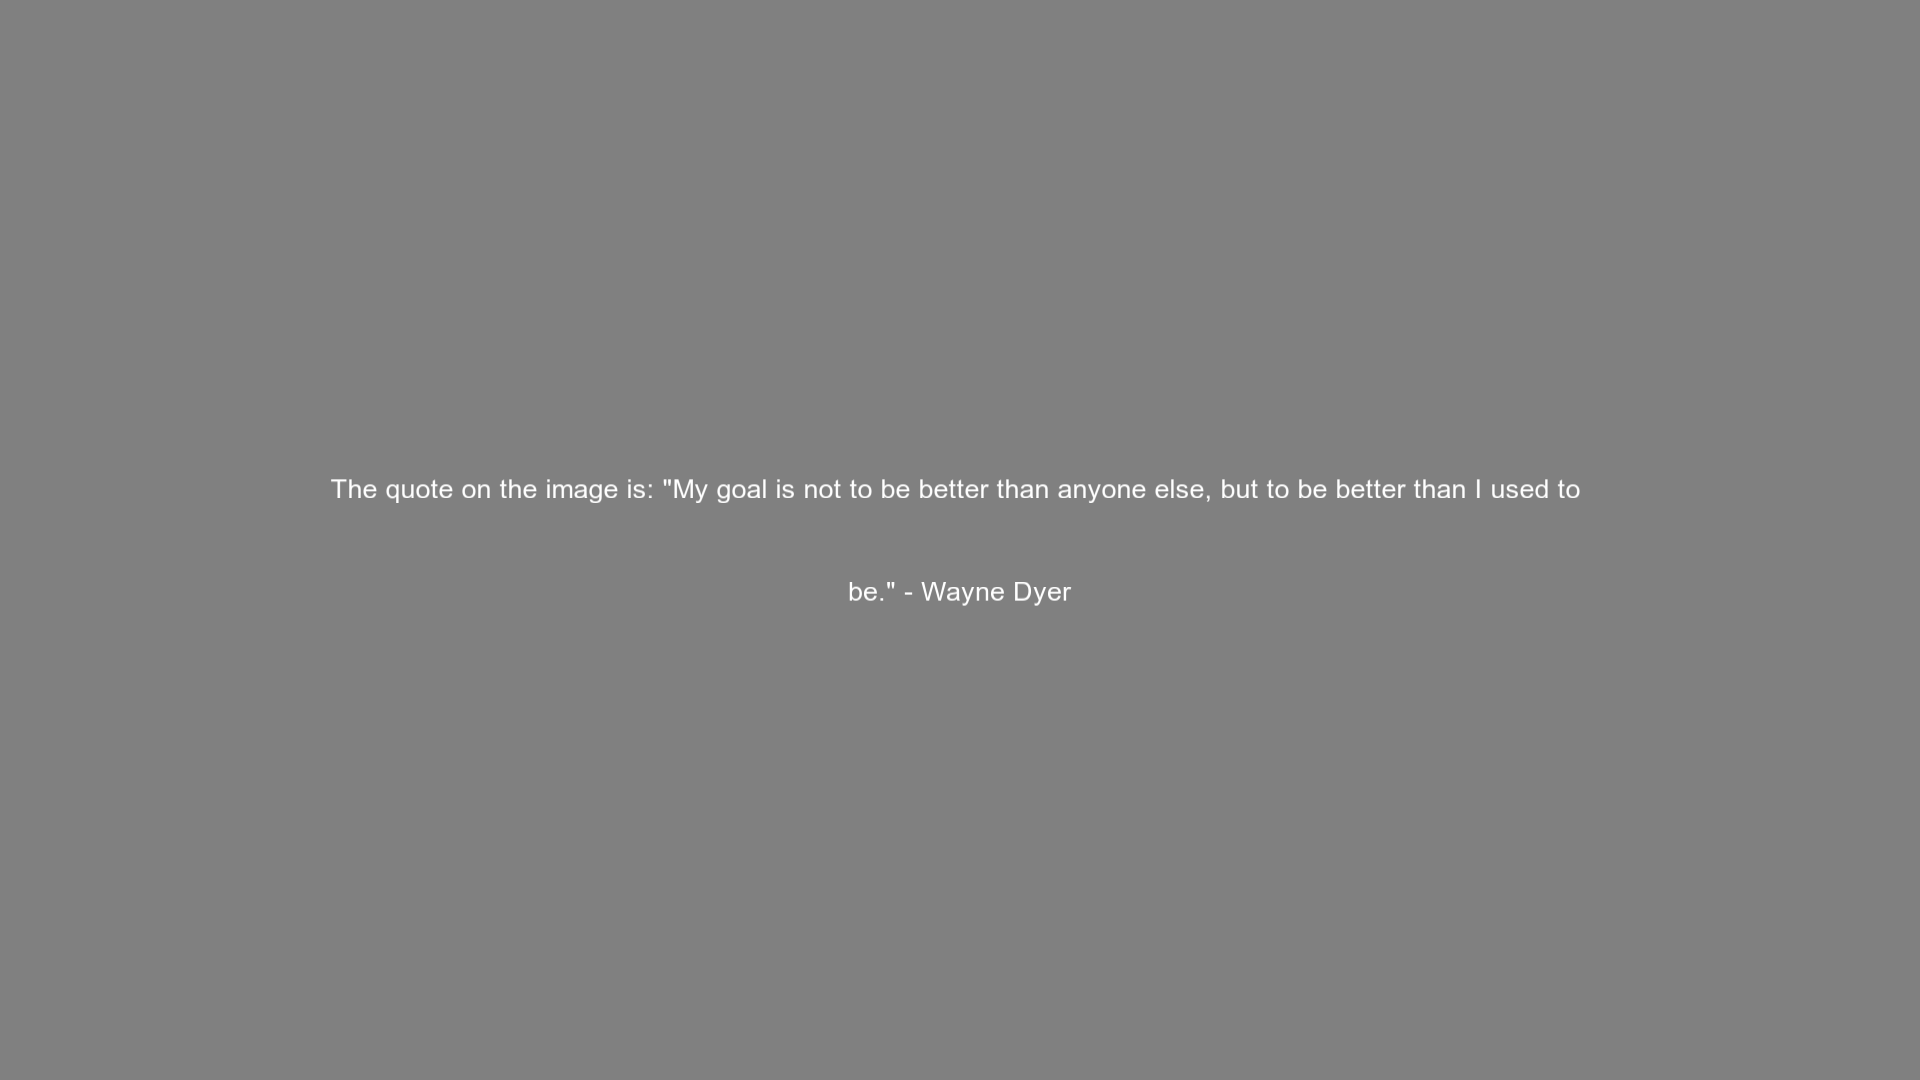 The quote on the image is: "My goal is not to be better than anyone else, but to be better than I used to
be." - Wayne Dyer